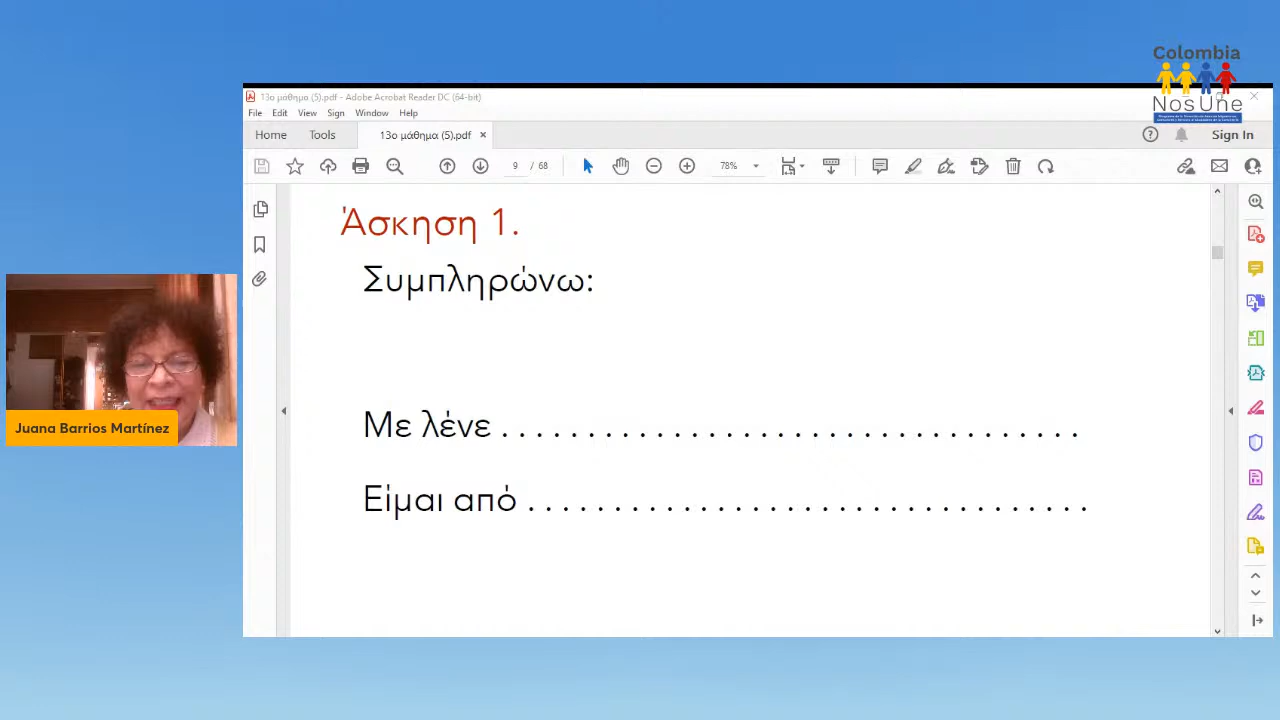 Colombia
Nos Une
13ο μάθημα (5).pdf - Adobe Acrobat Reader DC (64-bit)
File Edit View Sign Window Help
Home Tools 13ο μάθημα (5).pdf Sign In
9 / 68 78%
Άσκηση 1.
Συμπληρώνω:
Με λένε . . . . . . . . . . . . . . . . . . . . . . . . . . . . . . . . . .
Είμαι από . . . . . . . . . . . . . . . . . . . . . . . . . . . . . . . . .
Juana Barrios Martínez